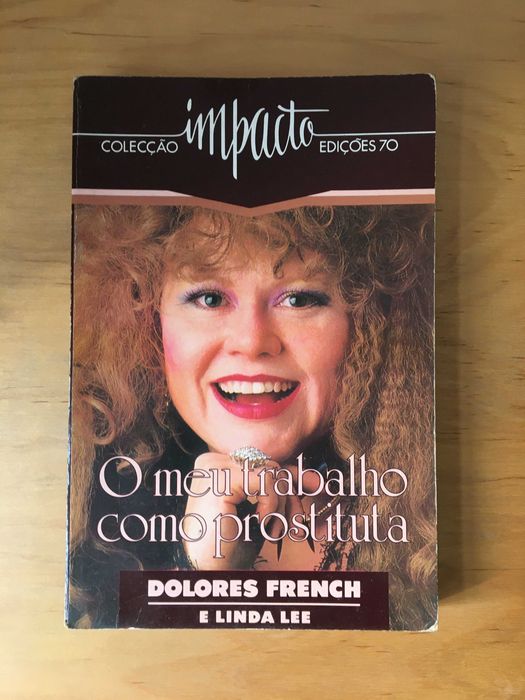 COLECÇÃO impacto EDIÇÕES 70
O meu trabalho
como prostituta
DOLORES FRENCH
E LINDA LEE